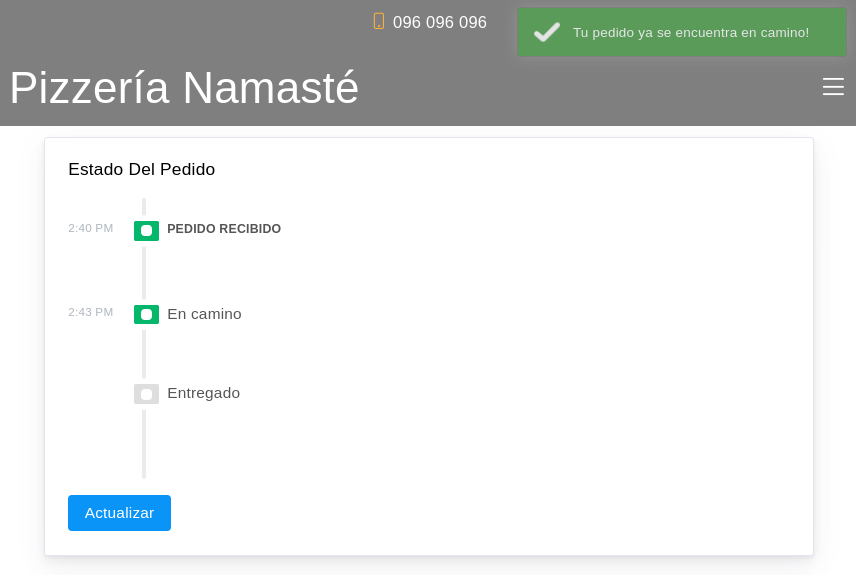 096 096 096
Tu pedido ya se encuentra en camino!
Pizzería Namasté
Estado Del Pedido
2:40 PM PEDIDO RECIBIDO
2:43 PM En camino
Entregado
Actualizar